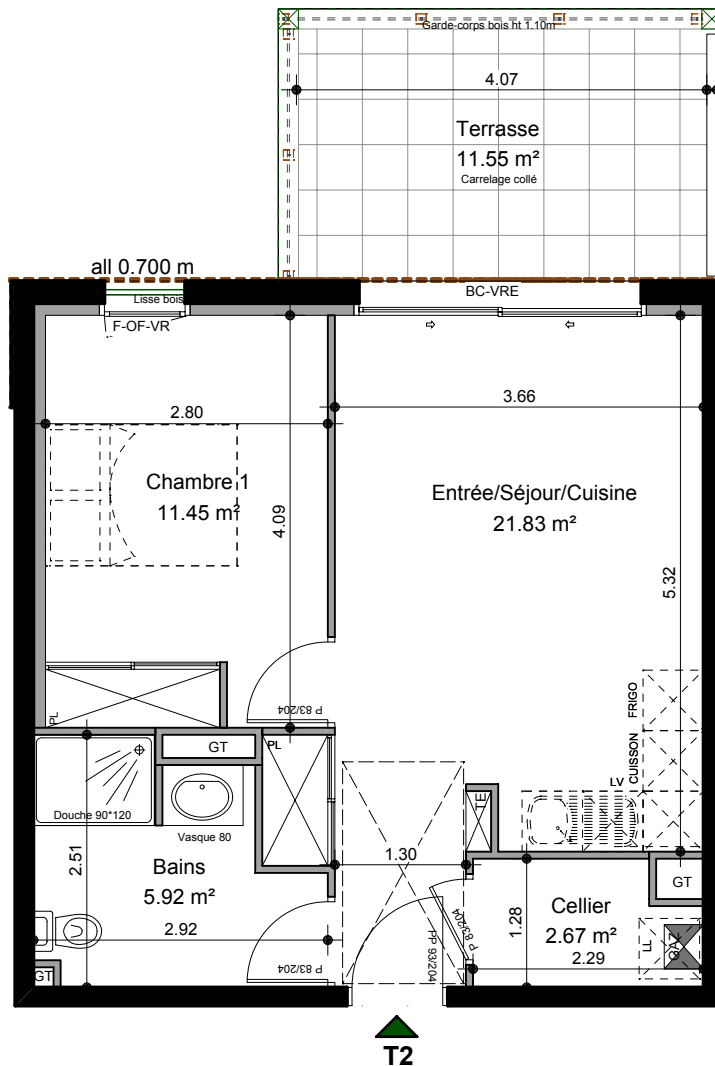 Garde-corps bois ht 1.10m
4.07
Terrasse
11.55 m²
Carrelage collé
all 0.700 m
Lisse bois
BC-VRE
F-OF-VR
2.80
3.66
Chambre 1
11.45 m²
4.09
Entrée/Séjour/Cuisine
21.83 m²
5.32
FRIGO
CUISSON
PL
P 83/204
GT
PL
LV
TE
Douche 90*120
Vasque 80
2.51
Bains
5.92 m²
1.30
2.92
P 83/204
PP 93/204
P 83/204
1.28
Cellier
2.67 m²
GT
2.29
LL
GAZ
GT
T2